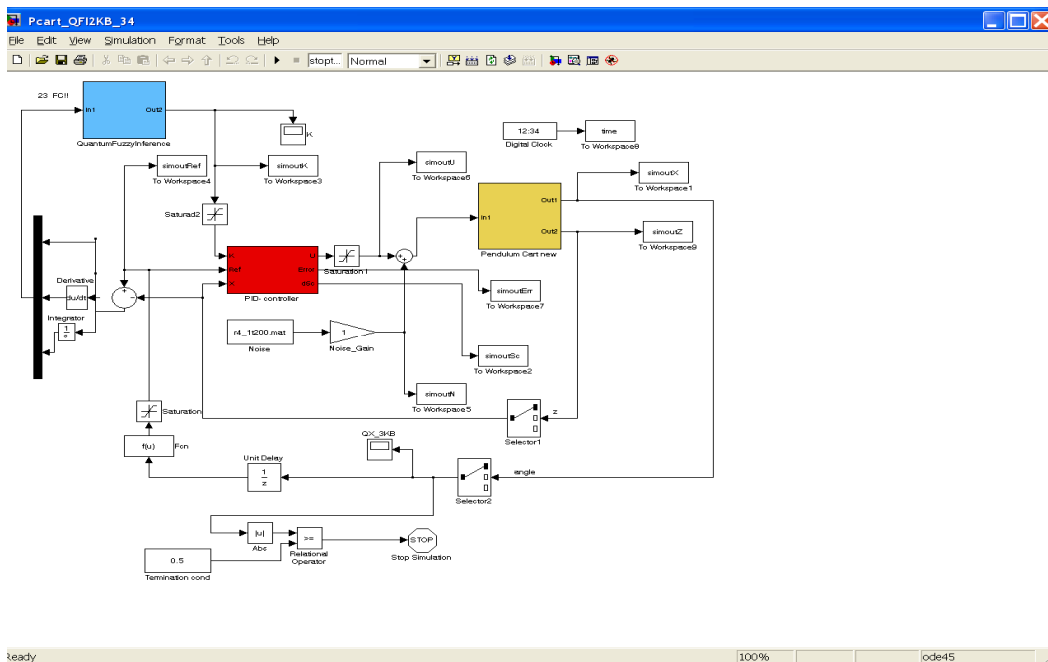 Pcart_QFI2KB_34
File Edit View Simulation Format Tools Help
stopt... Normal
23 FC!!
In1 Out2
QuantumFuzzyInference
K
12:34
Digital Clock
time
To Workspace8
simoutRef
To Workspace4
simoutK
To Workspace3
simoutU
To Workspace6
simoutX
To Workspace1
Saturad2
In1 Out1
Out2
Pendulum Cart new
simoutZ
To Workspace9
K U
Ref Error
X dSc
PID- controller
Saturation1
Derivative
du/dt
Integrator
1
s
simoutErr
To Workspace7
r4_1t200.mat
Noise
1
Noise_Gain
simoutSc
To Workspace2
simoutN
To Workspace5
Saturation
z
Selector1
f(u)
Fcn
QX_3KB
Unit Delay
1
z
angle
Selector2
|u|
Abs
>=
Relational
Operator
STOP
Stop Simulation
0.5
Termination cond
Ready 100% ode45